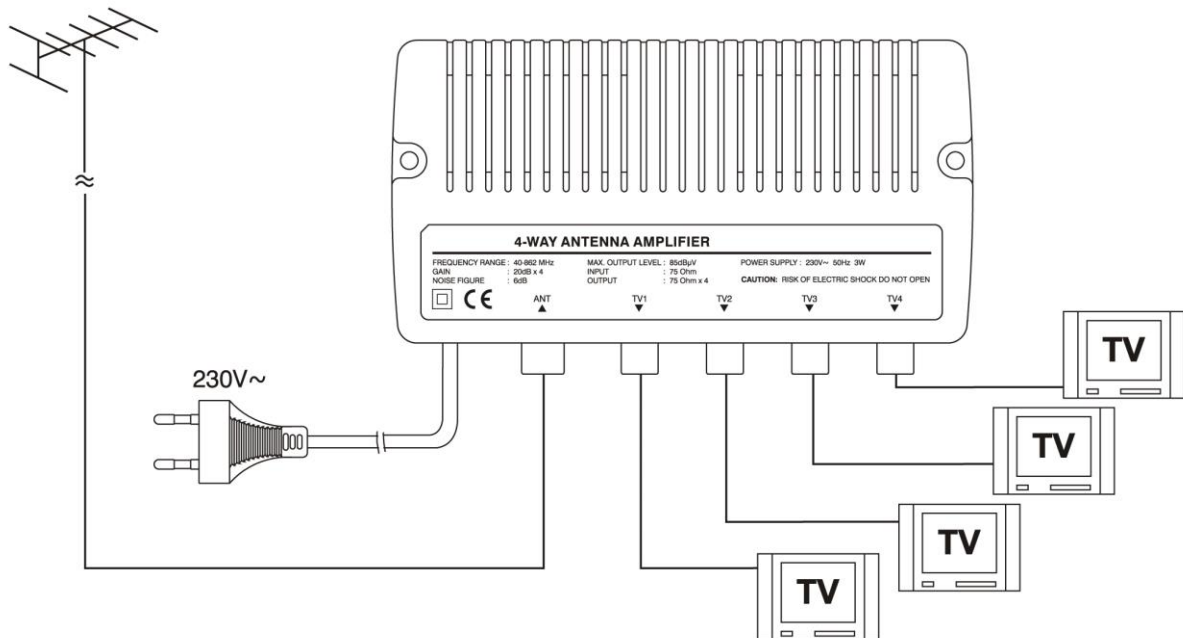 4-WAY ANTENNA AMPLIFIER
FREQUENCY RANGE : 40-862 MHz MAX. OUTPUT LEVEL : 85dBµV POWER SUPPLY : 230V~ 50Hz 3W
GAIN : 20dB x 4 INPUT : 75 Ohm
NOISE FIGURE : 6dB OUTPUT : 75 Ohm x 4 CAUTION: RISK OF ELECTRIC SHOCK DO NOT OPEN
CE ANT TV1 TV2 TV3 TV4
230V~
TV
TV
TV
TV